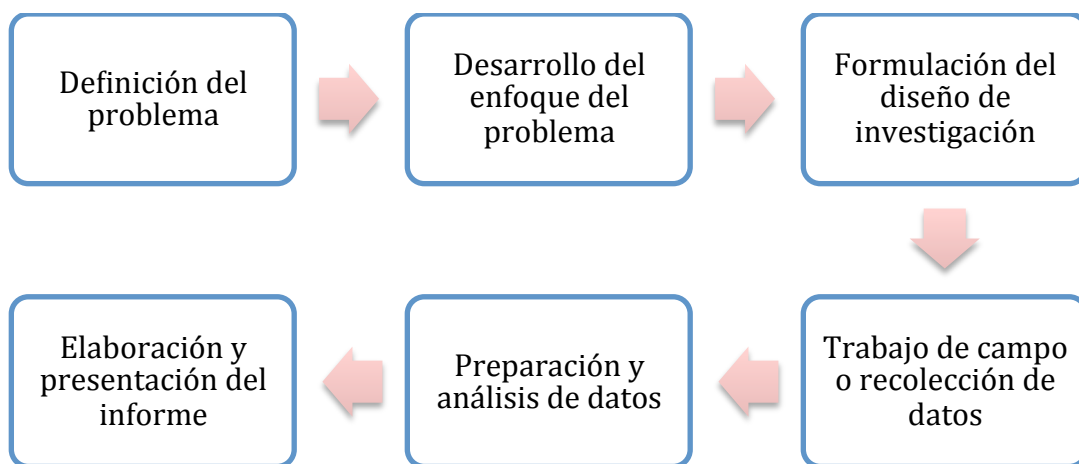 Definición del
problema
Desarrollo del
enfoque del
problema
Formulación del
diseño de
investigación
Trabajo de campo
o recolección de
datos
Preparación y
análisis de datos
Elaboración y
presentación del
informe